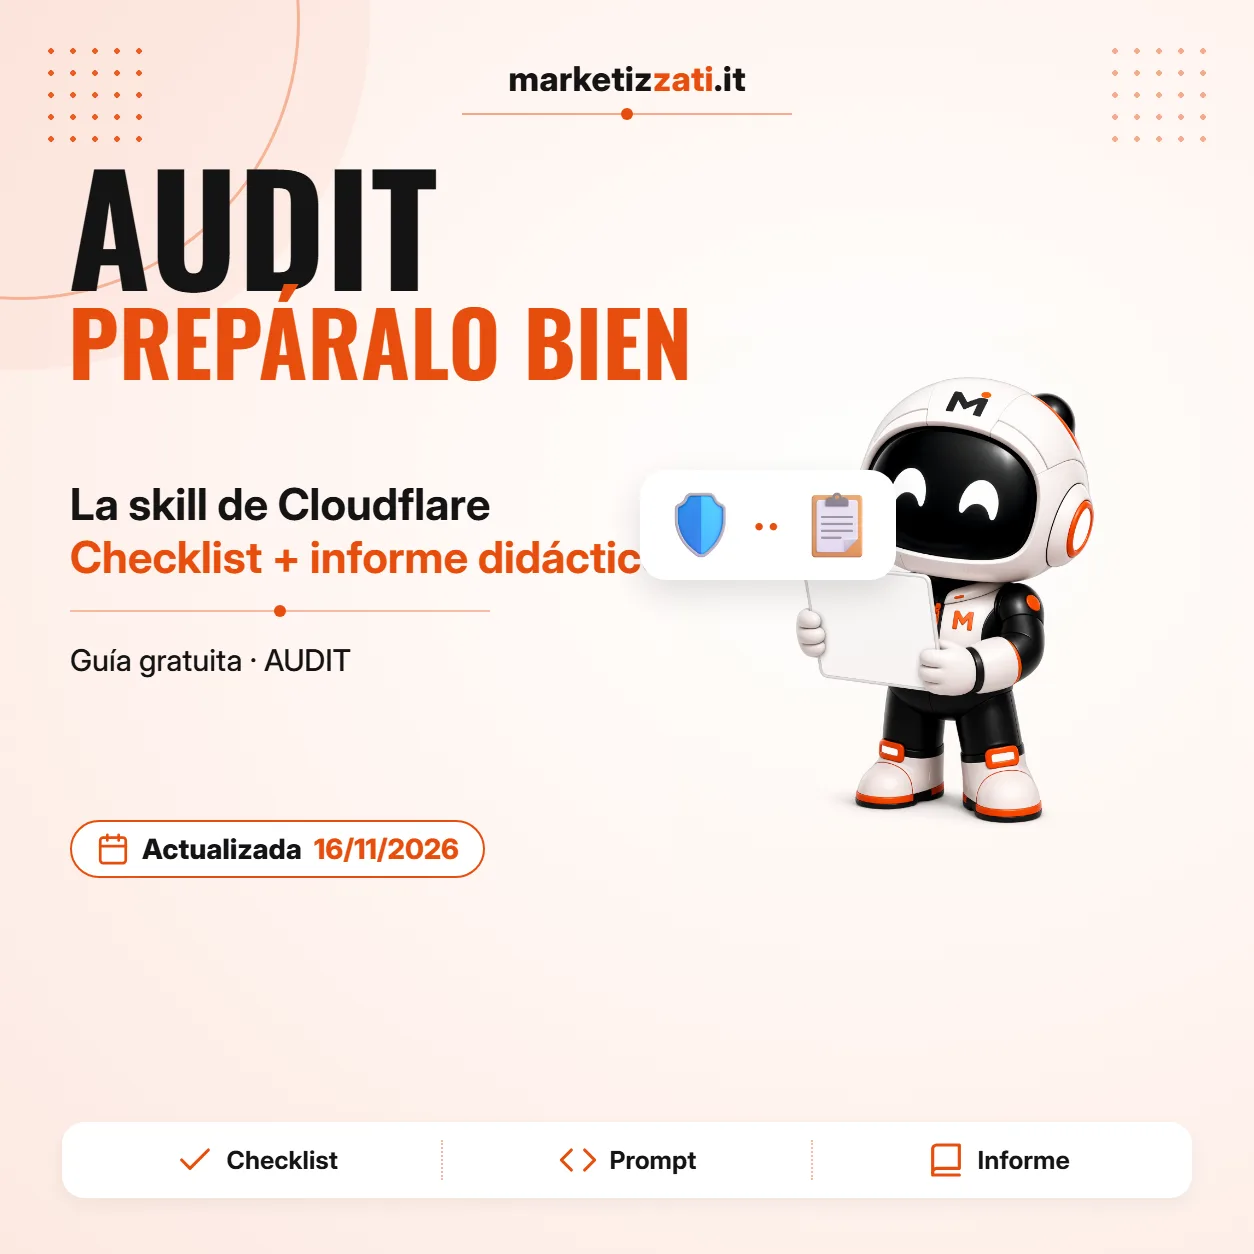 marketizzati.it
AUDIT
PREPÁRALO BIEN
La skill de Cloudflare
Checklist + informe didáctic
Guía gratuita · AUDIT
Actualizada 16/11/2026
Checklist
Prompt
Informe